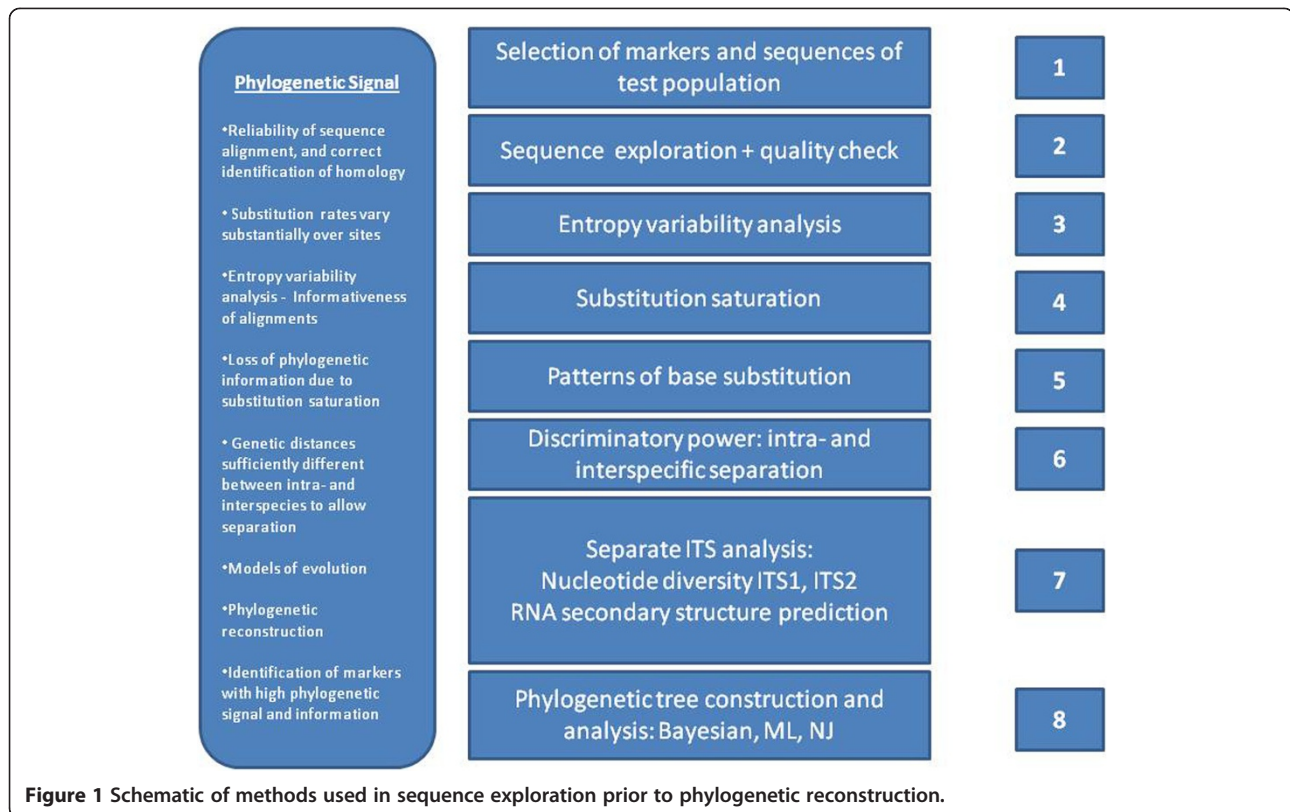 Phylogenetic Signal
•Reliability of sequence
alignment, and correct
identification of homology
• Substitution rates vary
substantially over sites
•Entropy variability
analysis - Informativeness
of alignments
•Loss of phylogenetic
information due to
substitution saturation
• Genetic distances
sufficiently different
between intra- and
interspecies to allow
separation
•Models of evolution
•Phylogenetic
reconstruction
•Identification of markers
with high phylogenetic
signal and information
Selection of markers and sequences of
test population
1
Sequence exploration + quality check
2
Entropy variability analysis
3
Substitution saturation
4
Patterns of base substitution
5
Discriminatory power: intra- and
interspecific separation
6
Separate ITS analysis:
Nucleotide diversity ITS1, ITS2
RNA secondary structure prediction
7
Phylogenetic tree construction and
analysis: Bayesian, ML, NJ
8
Figure 1 Schematic of methods used in sequence exploration prior to phylogenetic reconstruction.